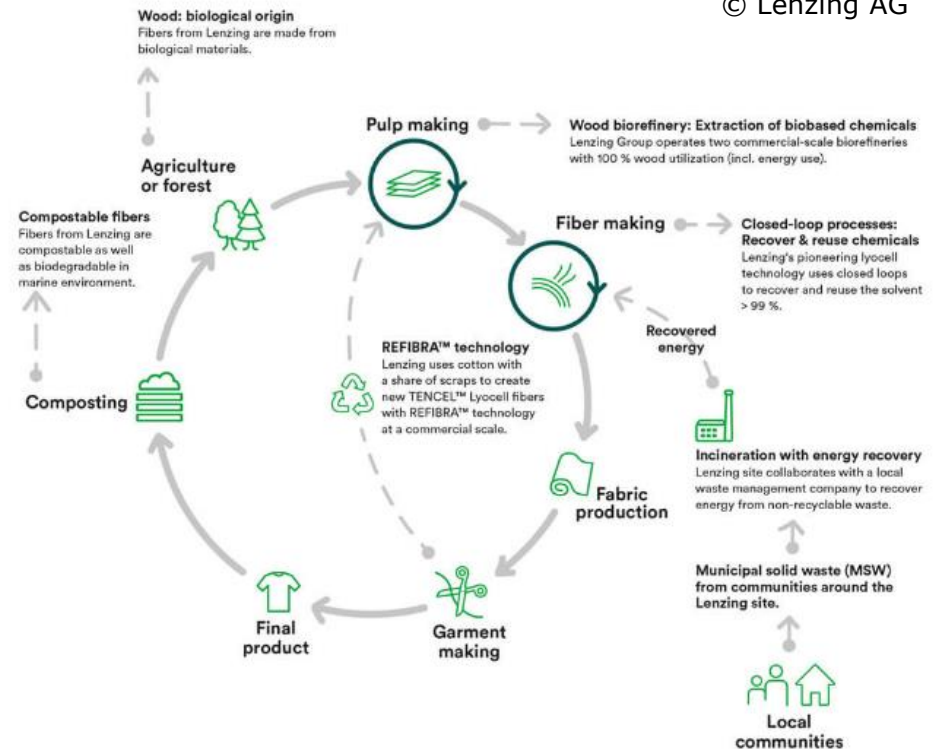 © Lenzing AG
Wood: biological origin
Fibers from Lenzing are made from
biological materials.
Pulp making
Wood biorefinery: Extraction of biobased chemicals
Lenzing Group operates two commercial-scale biorefineries
with 100 % wood utilization (incl. energy use).
Agriculture
or forest
Compostable fibers
Fibers from Lenzing are
compostable as well
as biodegradable in
marine environment.
Fiber making
Closed-loop processes:
Recover & reuse chemicals
Lenzing's pioneering lyocell
technology uses closed loops
to recover and reuse the solvent
> 99 %.
Recovered
energy
REFIBRA™ technology
Lenzing uses cotton with
a share of scraps to create
new TENCEL™ Lyocell fibers
with REFIBRA™ technology
at a commercial scale.
Composting
Incineration with energy recovery
Lenzing site collaborates with a local
waste management company to recover
energy from non-recyclable waste.
Fabric
production
Municipal solid waste (MSW)
from communities around the
Lenzing site.
Final
product
Garment
making
Local
communities